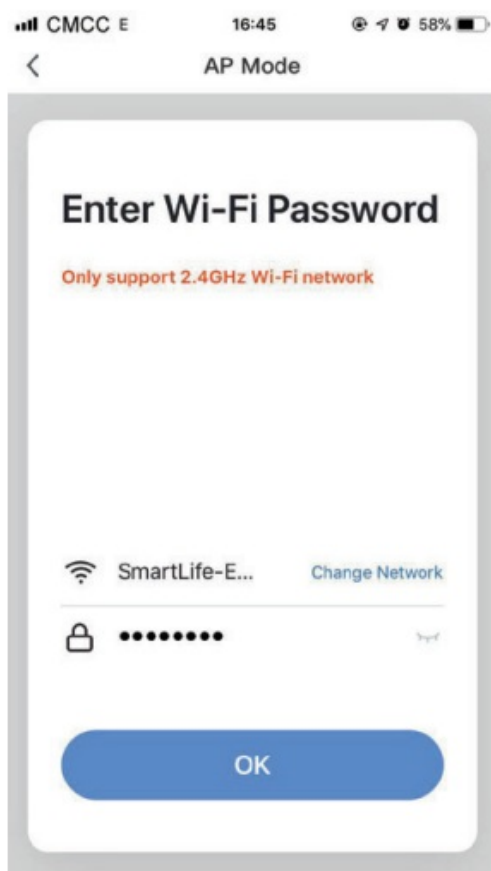 CMCC E 16:45 58%
AP Mode
Enter Wi-Fi Password
Only support 2.4GHz Wi-Fi network
SmartLife-E... Change Network
••••••••
OK